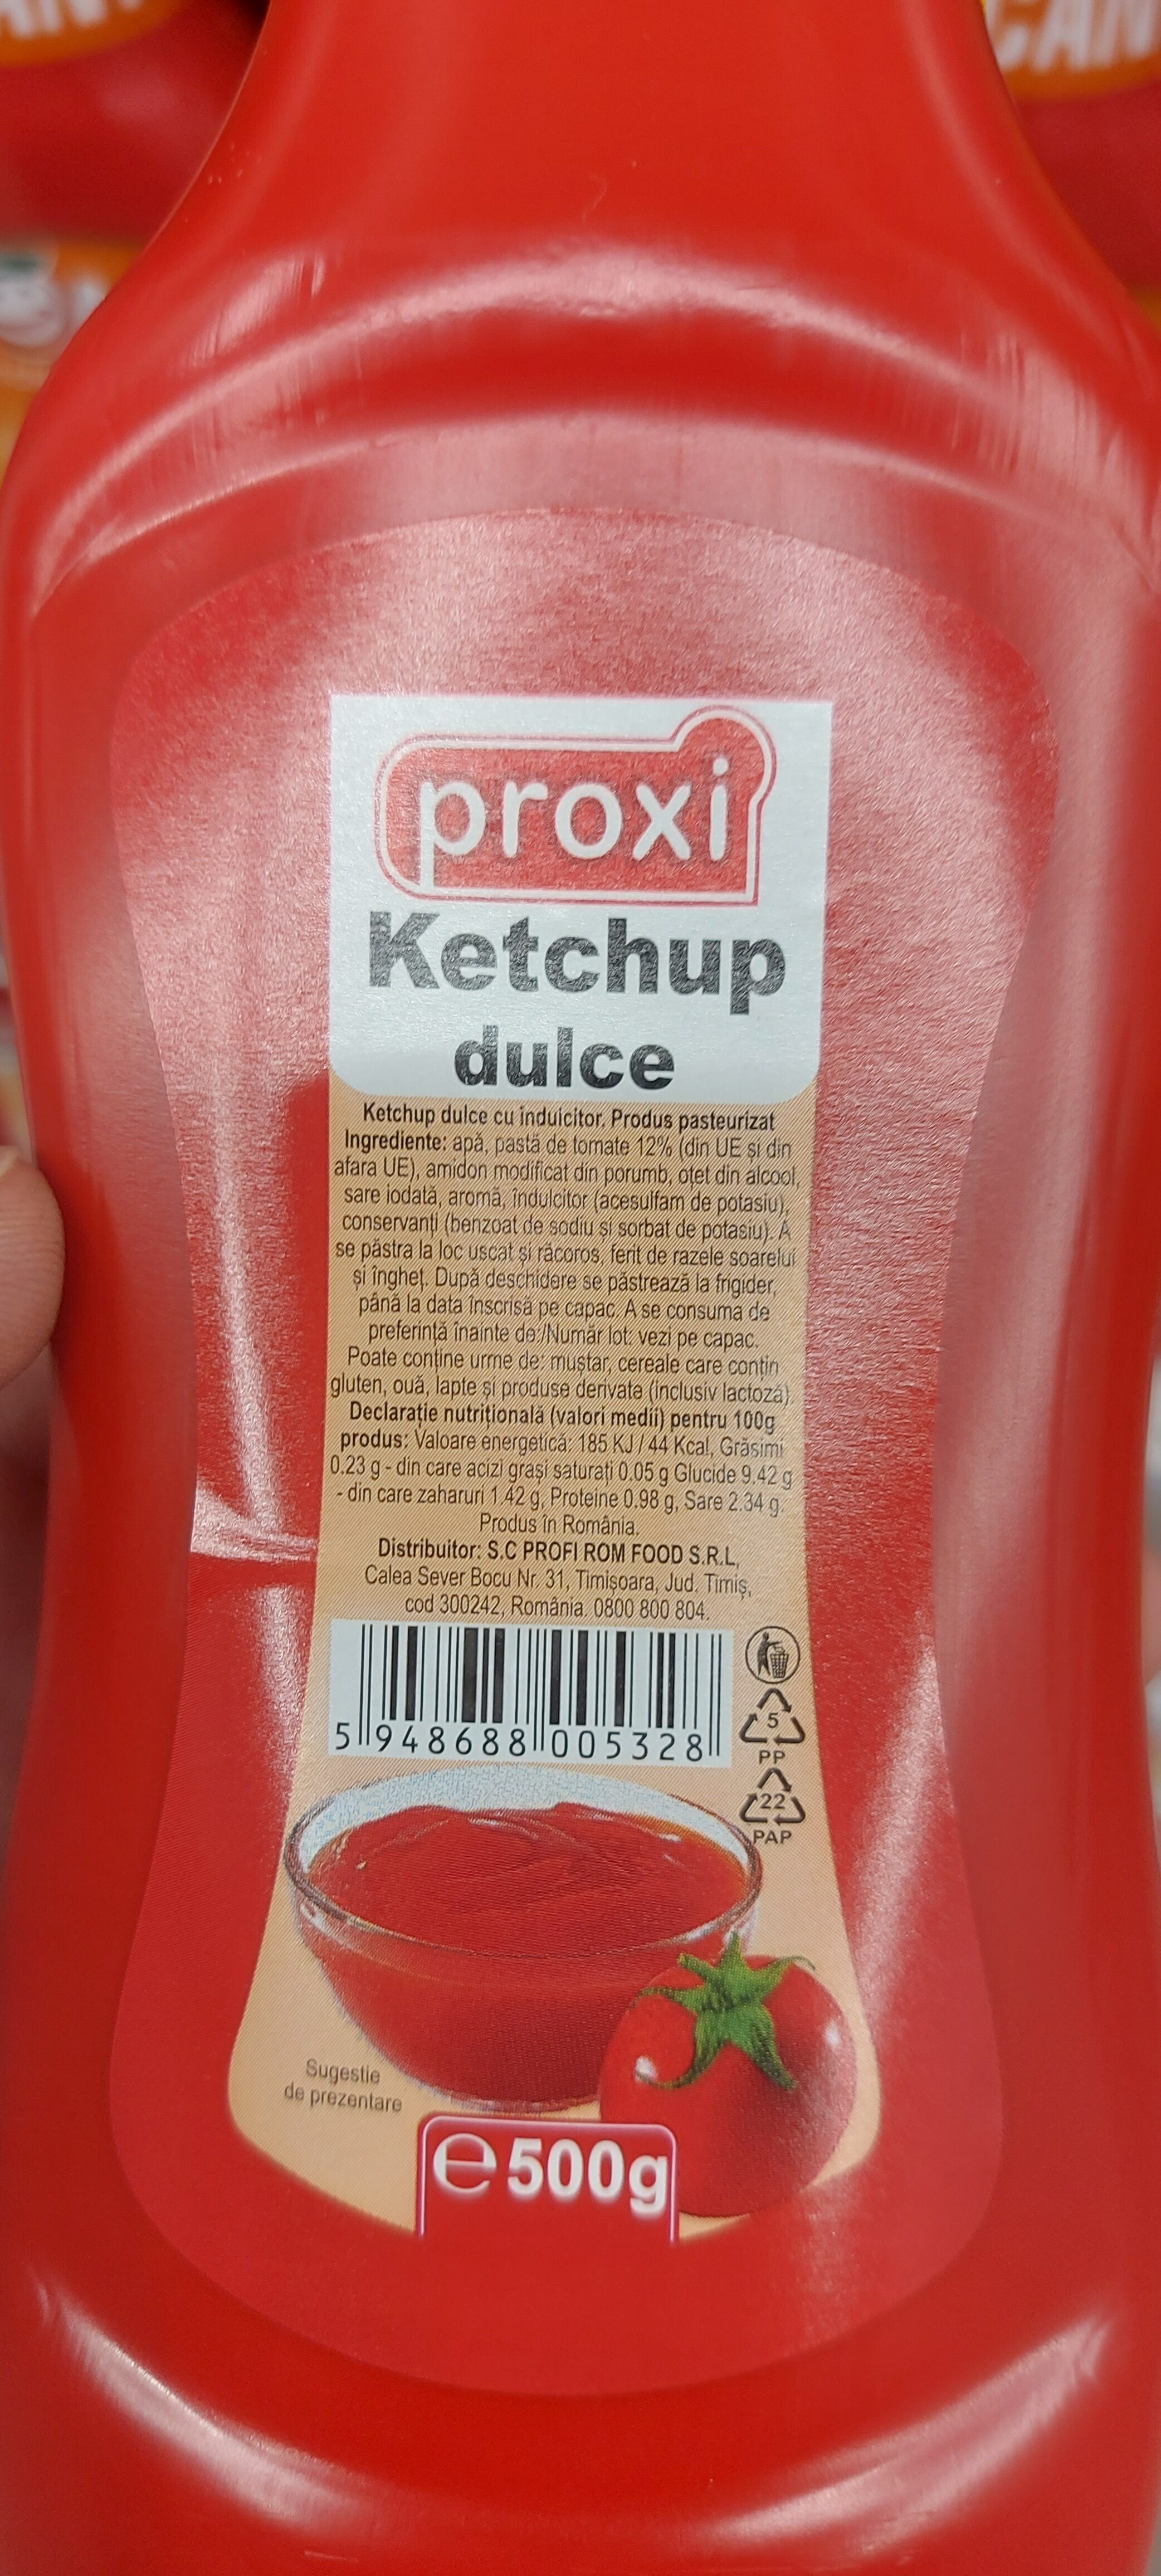 CAN
proxi
Ketchup
dulce
Ketchup dulce cu îndulcitor. Produs pasteurizat
Ingrediente: apă, pastă de tomate 12% (din UE și din
afara UE), amidon modificat din porumb, oțet din alcool,
sare iodată, aromă, îndulcitor (acesulfam de potasiu),
conservanți (benzoat de sodiu și sorbat de potasiu). A
se păstra la loc uscat și răcoros, ferit de razele soarelui
și îngheț. După deschidere se păstrează la frigider,
până la data înscrisă pe capac. A se consuma de
preferință înainte de:/Număr lot: vezi pe capac.
Poate conține urme de: muștar, cereale care conțin
gluten, ouă, lapte și produse derivate (inclusiv lactoză).
Declarație nutrițională (valori medii) pentru 100g
produs: Valoare energetică: 185 KJ / 44 Kcal, Grăsimi
0.23 g - din care acizi grași saturați 0.05 g Glucide 9.42 g
- din care zaharuri 1.42 g, Proteine 0.98 g, Sare 2.34 g.
Produs în România.
Distribuitor: S.C PROFI ROM FOOD S.R.L,
Calea Sever Bocu Nr. 31, Timișoara, Jud. Timiș,
cod 300242, România. 0800 800 804.
5 948688 005328
5
PP
22
PAP
Sugestie
de prezentare
e 500g